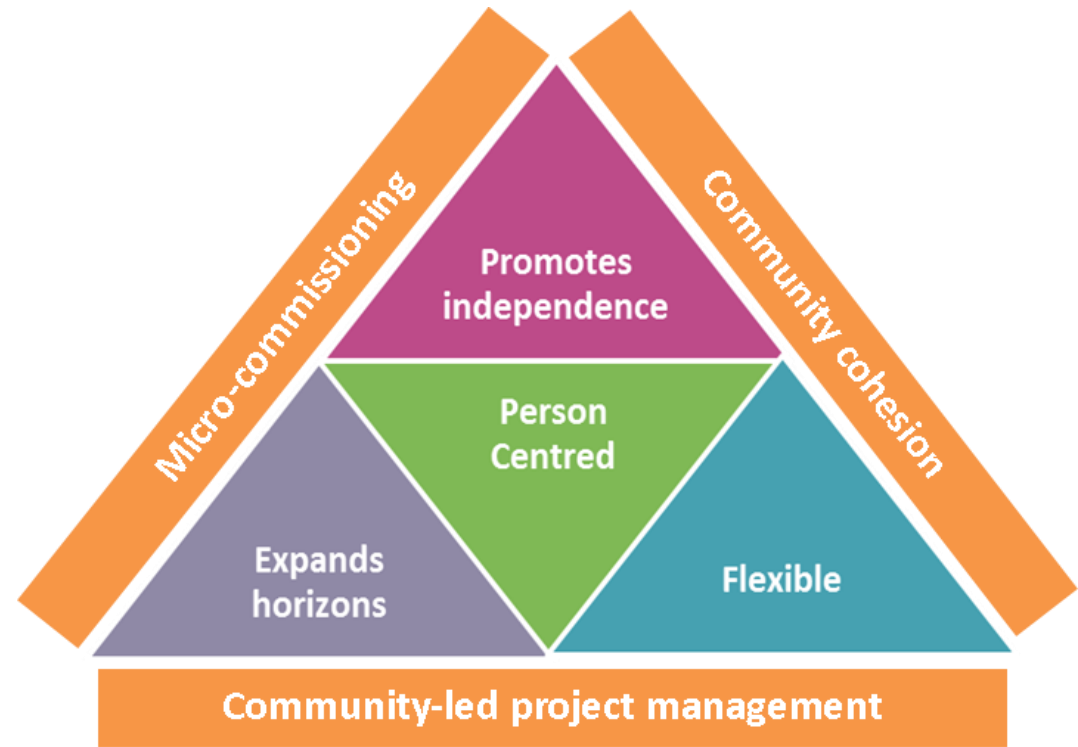 Micro-commissioning
Community cohesion
Promotes
independence
Person
Centred
Expands
horizons
Flexible
Community-led project management